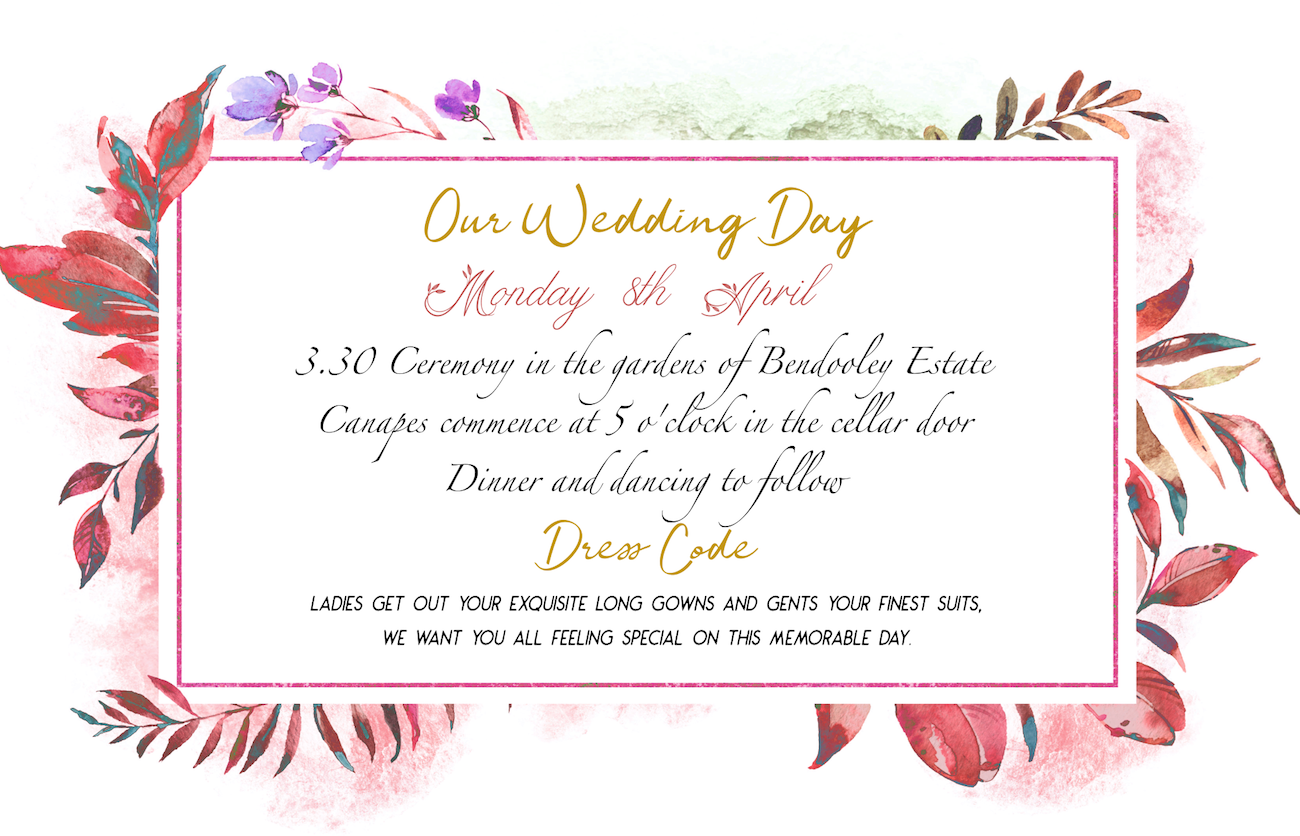 Our Wedding Day
Monday 8th April
3.30 Ceremony in the gardens of Bendooley Estate
Canapes commence at 5 o'clock in the cellar door
Dinner and dancing to follow
Dress Code
LADIES GET OUT YOUR EXQUISITE LONG GOWNS AND GENTS YOUR FINEST SUITS,
WE WANT YOU ALL FEELING SPECIAL ON THIS MEMORABLE DAY.